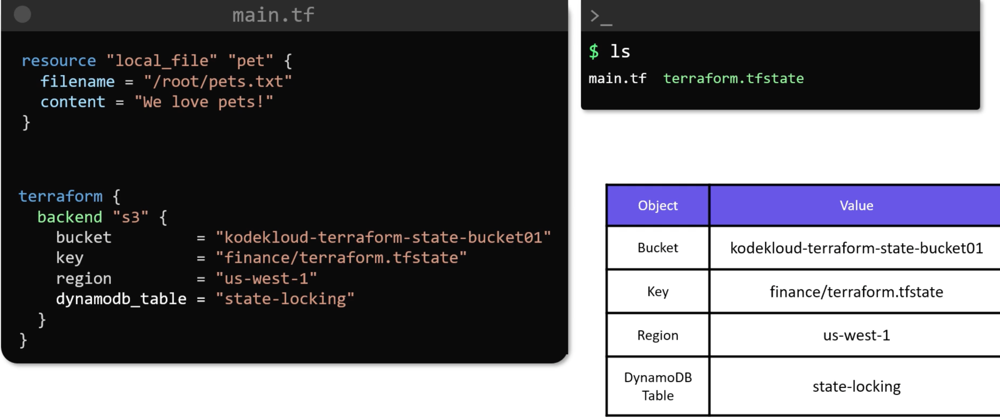 main.tf
resource "local_file" "pet" {
  filename = "/root/pets.txt"
  content = "We love pets!"
}
terraform {
  backend "s3" {
    bucket         = "kodekloud-terraform-state-bucket01"
    key            = "finance/terraform.tfstate"
    region         = "us-west-1"
    dynamodb_table = "state-locking"
  }
}
>_
$ ls
main.tf  terraform.tfstate
Object Value
Bucket kodekloud-terraform-state-bucket01
Key finance/terraform.tfstate
Region us-west-1
DynamoDB
Table state-locking